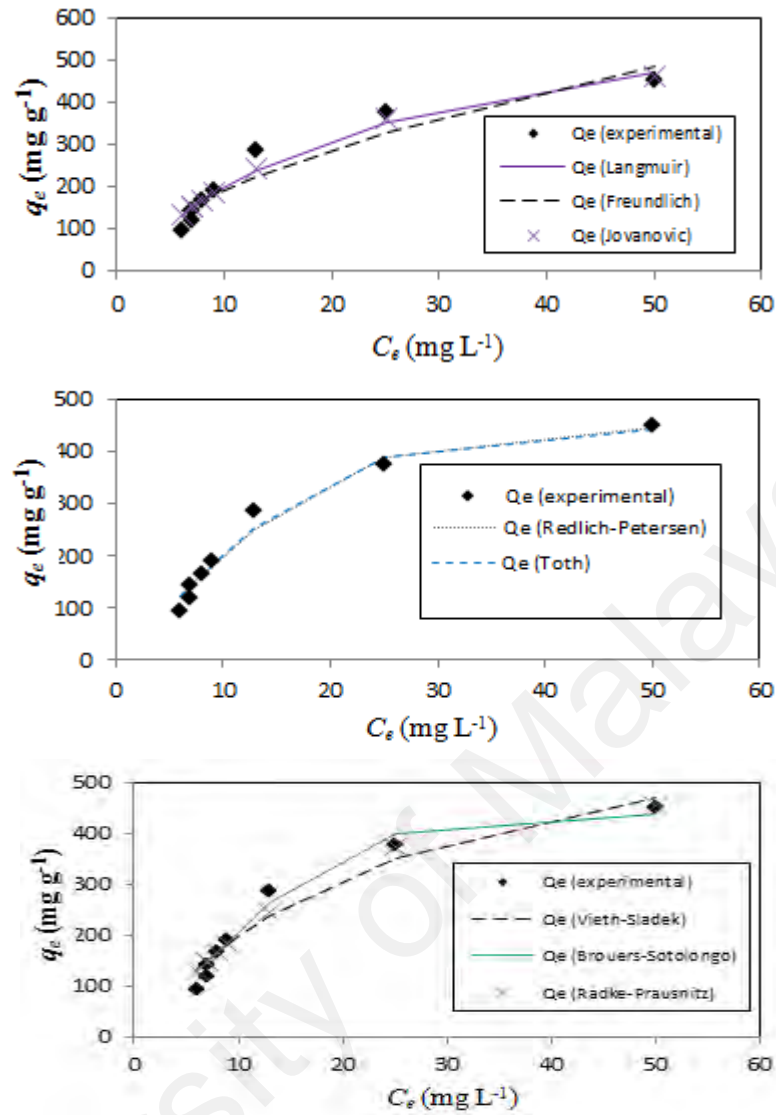 600
500
400
300
200
100
0
qe (mg g-1)
Qe (experimental)
Qe (Langmuir)
Qe (Freundlich)
Qe (Jovanovic)
0 10 20 30 40 50 60
Ce (mg L-1)
500
400
300
200
100
0
qe (mg g-1)
Qe (experimental)
Qe (Redlich-Petersen)
Qe (Toth)
0 10 20 30 40 50 60
Ce (mg L-1)
500
400
300
200
100
0
qe (mg g-1)
Qe (experimental)
Qe (Vieth-Sladek)
Qe (Brouers-Sotolongo)
Qe (Radke-Prausnitz)
0 10 20 30 40 50 60
Ce (mg L-1)
sity of Malaya